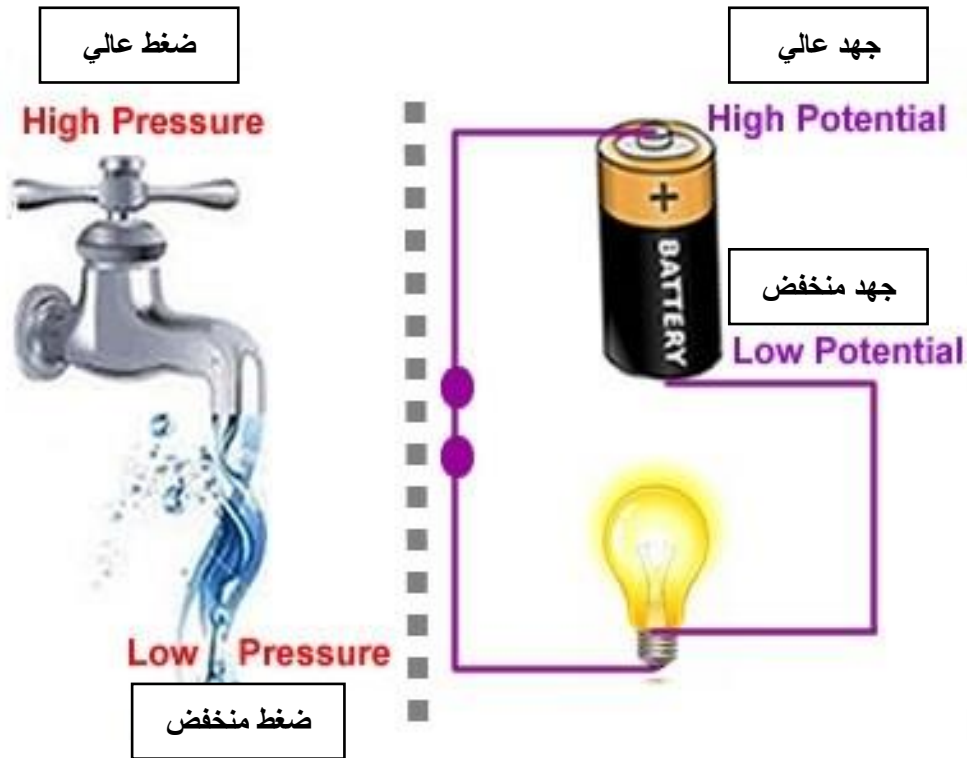 ضغط عالي
High Pressure
Low Pressure
ضغط منخفض
جهد عالي
High Potential
+
BATTERY
جهد منخفض
Low Potential